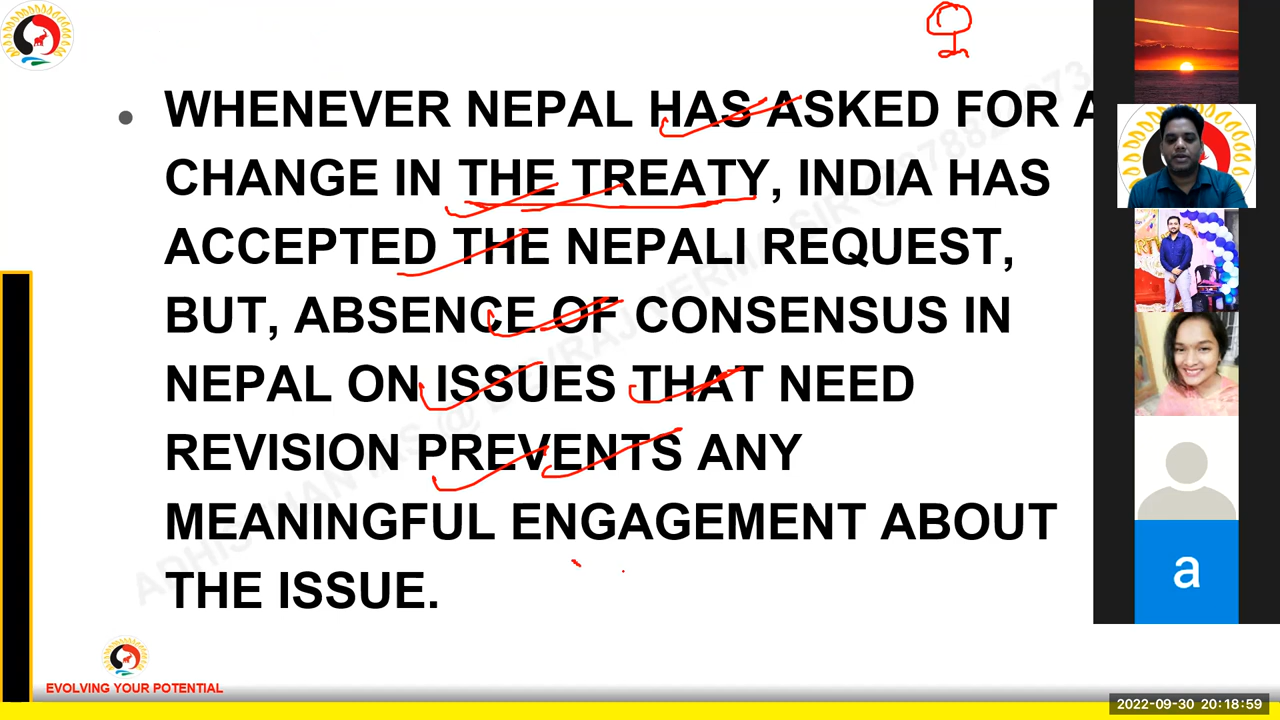 • WHENEVER NEPAL HAS ASKED FOR A
CHANGE IN THE TREATY, INDIA HAS
ACCEPTED THE NEPALI REQUEST,
BUT, ABSENCE OF CONSENSUS IN
NEPAL ON ISSUES THAT NEED
REVISION PREVENTS ANY
MEANINGFUL ENGAGEMENT ABOUT
THE ISSUE.
a
EVOLVING YOUR POTENTIAL
2022-09-30 20:18:59